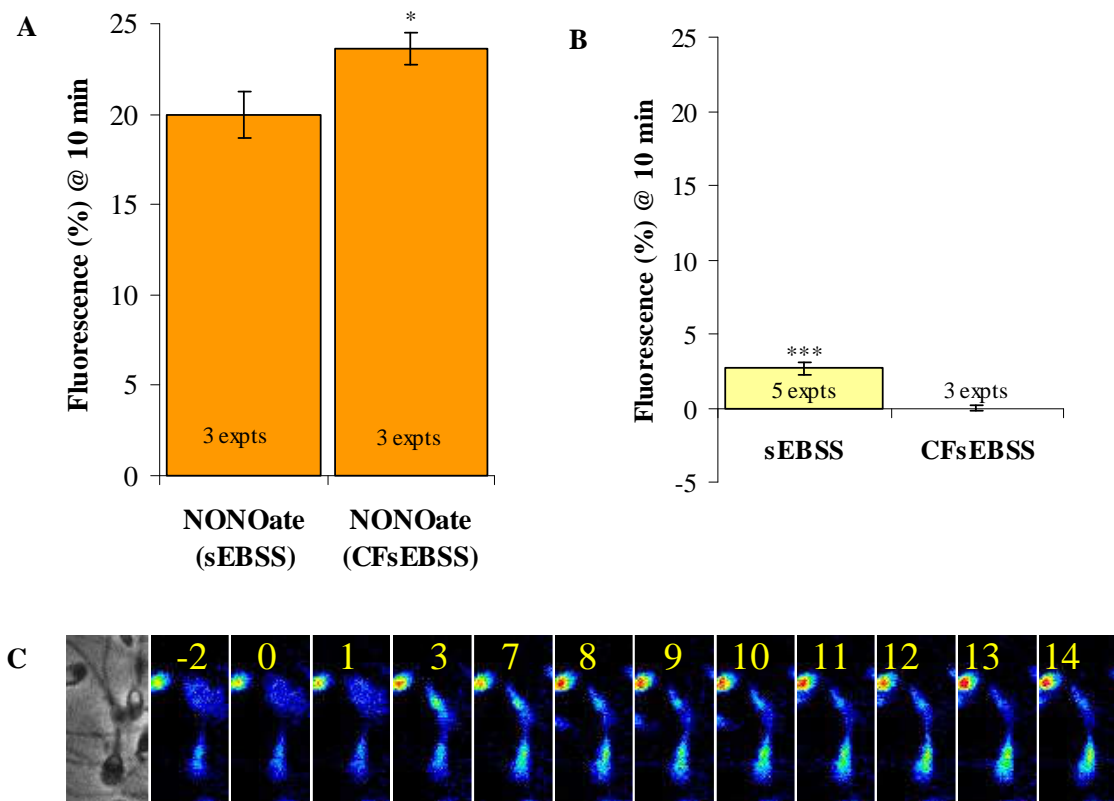 A
Fluorescence (%) @ 10 min
25
20
15
10
5
0
*
3 expts
3 expts
NONOate
(sEBSS)
NONOate
(CFsEBSS)
B
Fluorescence (%) @ 10 min
25
20
15
10
5
0
-5
***
5 expts
3 expts
sEBSS
CFsEBSS
C
-2 0 1 3 7 8 9 10 11 12 13 14